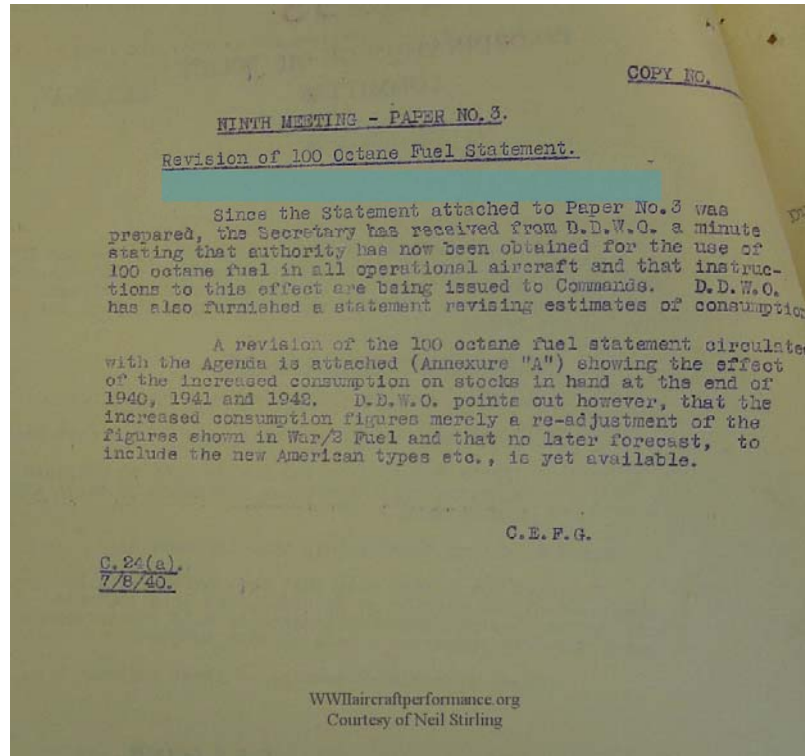 COPY NO.
NINTH MEETING - PAPER NO. 3.
Revision of 100 Octane Fuel Statement.
Since the Statement attached to Paper No.3 was
prepared, the Secretary has received from D.D.W.O. a minute
stating that authority has now been obtained for the use of
100 octane fuel in all operational aircraft and that instruc-
tions to this effect are being issued to Commands. D.D.W.O.
has also furnished a statement revising estimates of consumption
A revision of the 100 octane fuel statement circulated
with the Agenda is attached (Annexure "A") showing the effect
of the increased consumption on stocks in hand at the end of
1940, 1941 and 1942. D.D.W.O. points out however, that the
increased consumption figures merely a re-adjustment of the
figures shown in War/2 Fuel and that no later forecast, to
include the new American types etc., is yet available.
C.E.F.G.
C.24(a).
7/8/40.
WWIIaircraftperformance.org
Courtesy of Neil Stirling